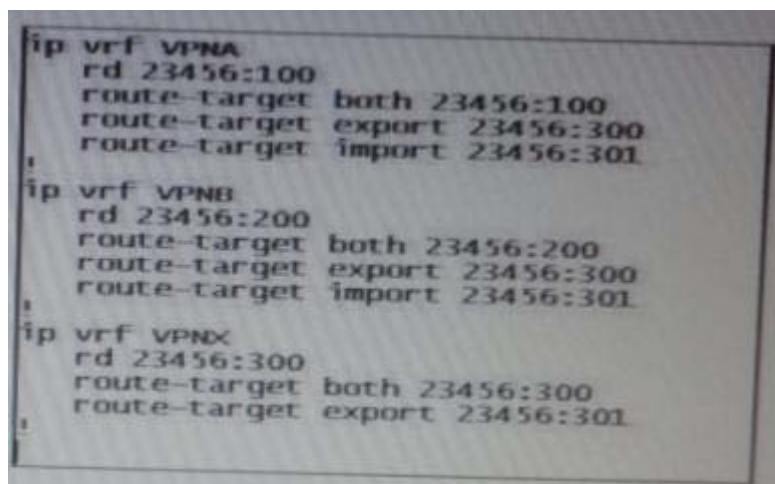 ip vrf VPNA
rd 23456:100
route-target both 23456:100
route-target export 23456:300
route-target import 23456:301
!
ip vrf VPNB
rd 23456:200
route-target both 23456:200
route-target export 23456:300
route-target import 23456:301
!
ip vrf VPNX
rd 23456:300
route-target both 23456:300
route-target export 23456:301
!